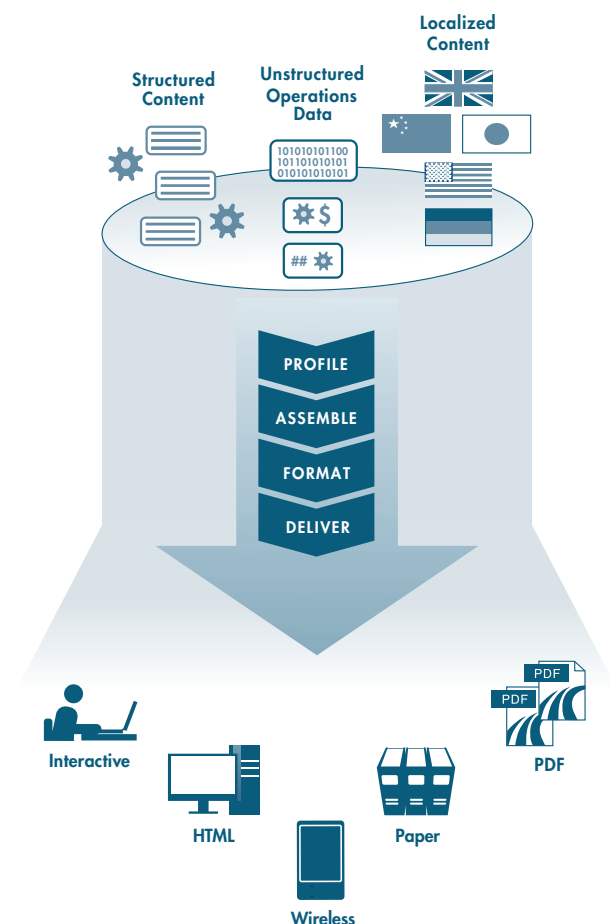 Localized
Content
Structured
Content
Unstructured
Operations
Data
101010101100
101101010101
010101010101
$
##
PROFILE
ASSEMBLE
FORMAT
DELIVER
PDF
PDF
Interactive
PDF
HTML
Paper
Wireless